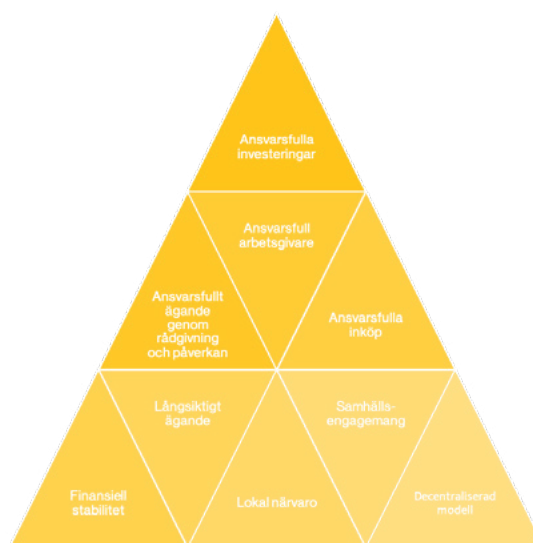 Ansvarsfulla
investeringar
Ansvarsfull
arbetsgivare
Ansvarsfullt
ägande
genom
rådgivning
och påverkan
Ansvarsfulla
inköp
Långsiktigt
ägande
Samhälls-
engagemang
Finansiell
stabilitet
Lokal närvaro
Decentraliserad
modell